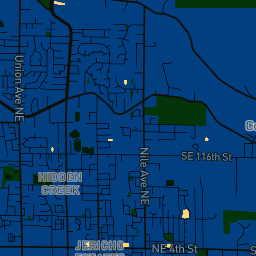 Union Ave NE
Nile Ave NE
SE 116th St
HIDDEN
CREEK
JERICHO
NE 4th St